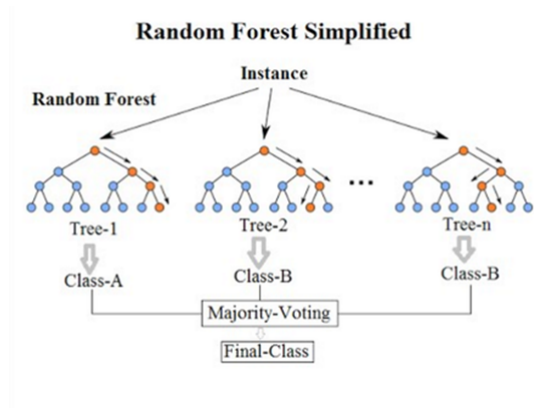 Random Forest Simplified
Instance
Random Forest
...
Tree-1 Tree-2 Tree-n
Class-A Class-B Class-B
Majority-Voting
Final-Class